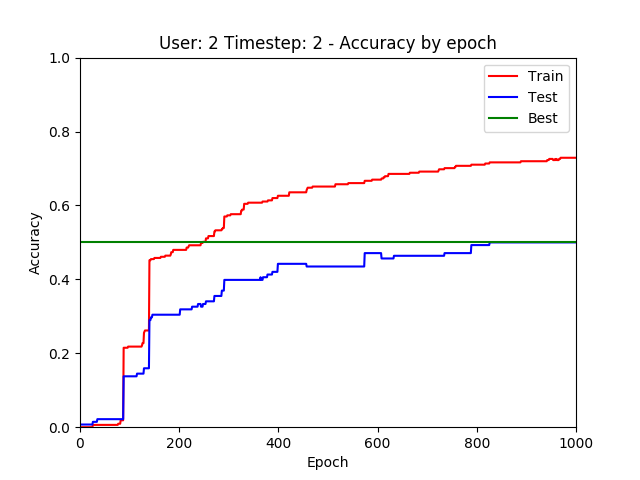 User: 2 Timestep: 2 - Accuracy by epoch
1.0
0.8
0.6
0.4
0.2
0.0
Accuracy
Train
Test
Best
0 200 400 600 800 1000
Epoch